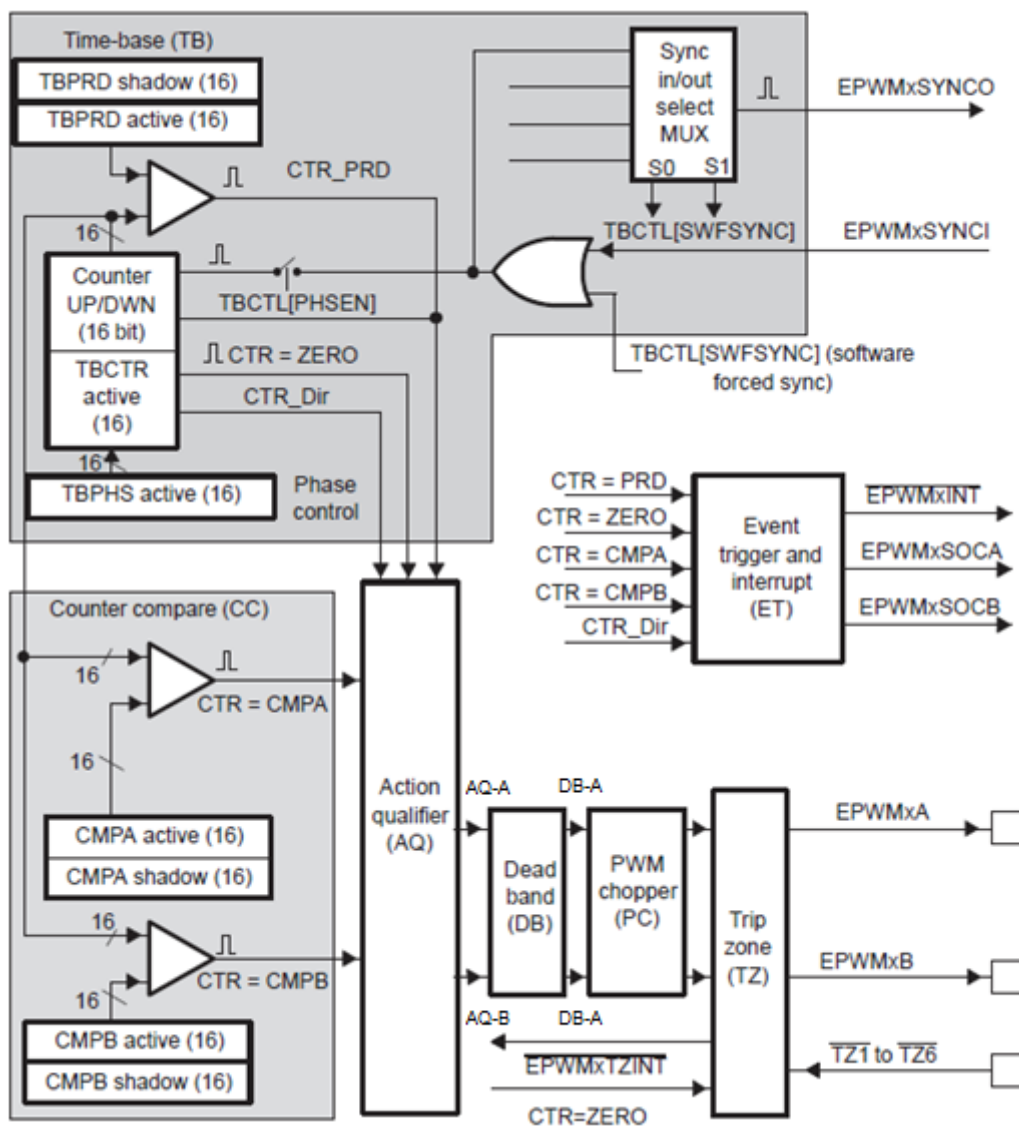 Time-base (TB)
TBPRD shadow (16)
TBPRD active (16)
CTR_PRD
16
Counter
UP/DWN
(16 bit)
TBCTR
active
(16)
TBCTL[PHSEN]
CTR = ZERO
CTR_Dir
16
TBPHS active (16)
Phase
control
Sync
in/out
select
MUX
S0 S1
EPWMxSYNCO
TBCTL[SWFSYNC]
EPWMxSYNCI
TBCTL[SWFSYNC] (software
forced sync)
CTR = PRD
CTR = ZERO
CTR = CMPA
CTR = CMPB
CTR_Dir
Event
trigger and
interrupt
(ET)
EPWMxINT
EPWMxSOCA
EPWMxSOCB
Counter compare (CC)
16
CTR = CMPA
16
CMPA active (16)
CMPA shadow (16)
16
CTR = CMPB
16
CMPB active (16)
CMPB shadow (16)
Action
qualifier
(AQ)
AQ-A
DB-A
Dead
band
(DB)
PWM
chopper
(PC)
AQ-B
DB-A
Trip
zone
(TZ)
EPWMxA
EPWMxB
TZ1 to TZ6
EPWMxTZINT
CTR=ZERO